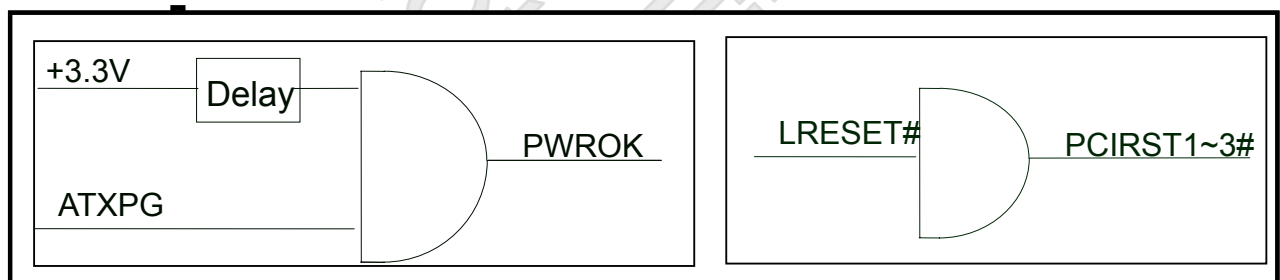 +3.3V
Delay
PWROK
ATXPG
LRESET#
PCIRST1~3#